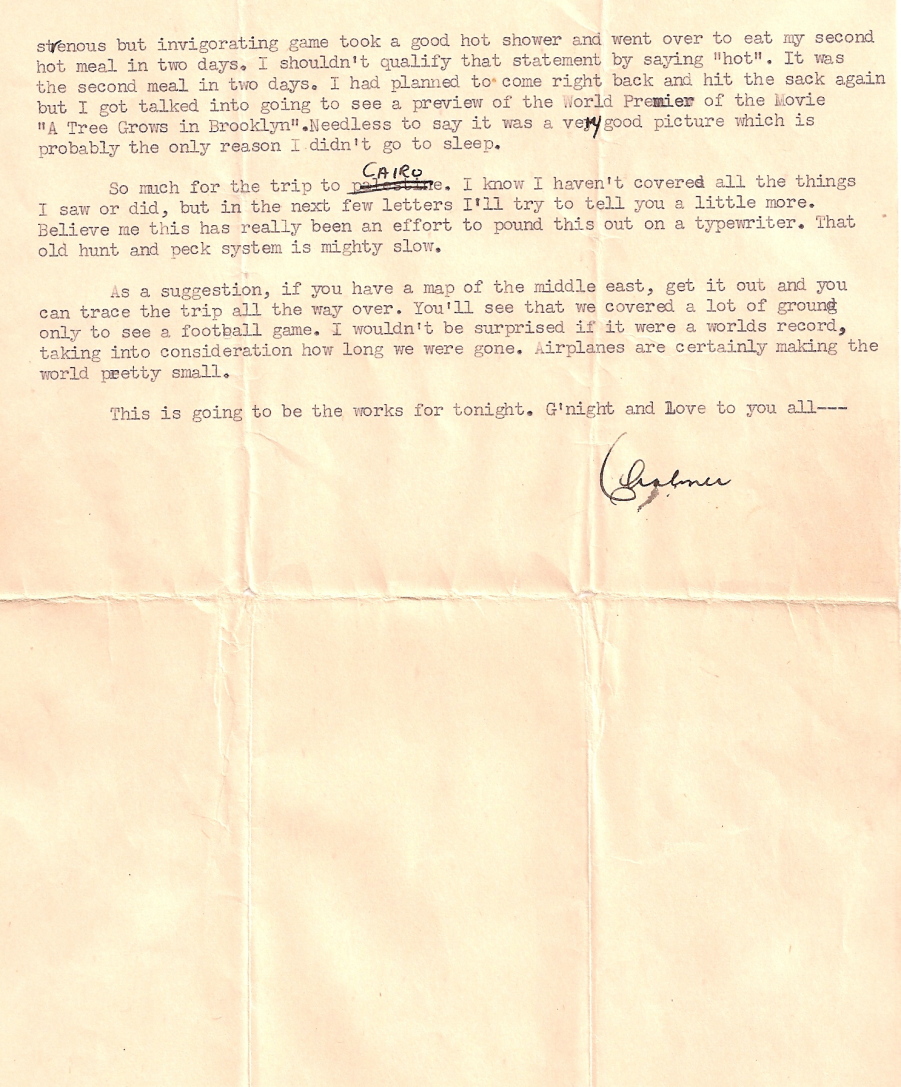 strenous but invigorating game took a good hot shower and went over to eat my second
hot meal in two days. I shouldn't qualify that statement by saying "hot". It was
the second meal in two days. I had planned to come right back and hit the sack again
but I got talked into going to see a preview of the World Premier of the Movie
"A Tree Grows in Brooklyn".Needless to say it was a very good picture which is
probably the only reason I didn't go to sleep.
CAIRO
So much for the trip to palestine. I know I haven't covered all the things
I saw or did, but in the next few letters I'll try to tell you a little more.
Believe me this has really been an effort to pound this out on a typewriter. That
old hunt and peck system is mighty slow.
As a suggestion, if you have a map of the middle east, get it out and you
can trace the trip all the way over. You'll see that we covered a lot of ground
only to see a football game. I wouldn't be surprised if it were a worlds record,
taking into consideration how long we were gone. Airplanes are certainly making the
world pretty small.
This is going to be the works for tonight. G'night and Love to you all---